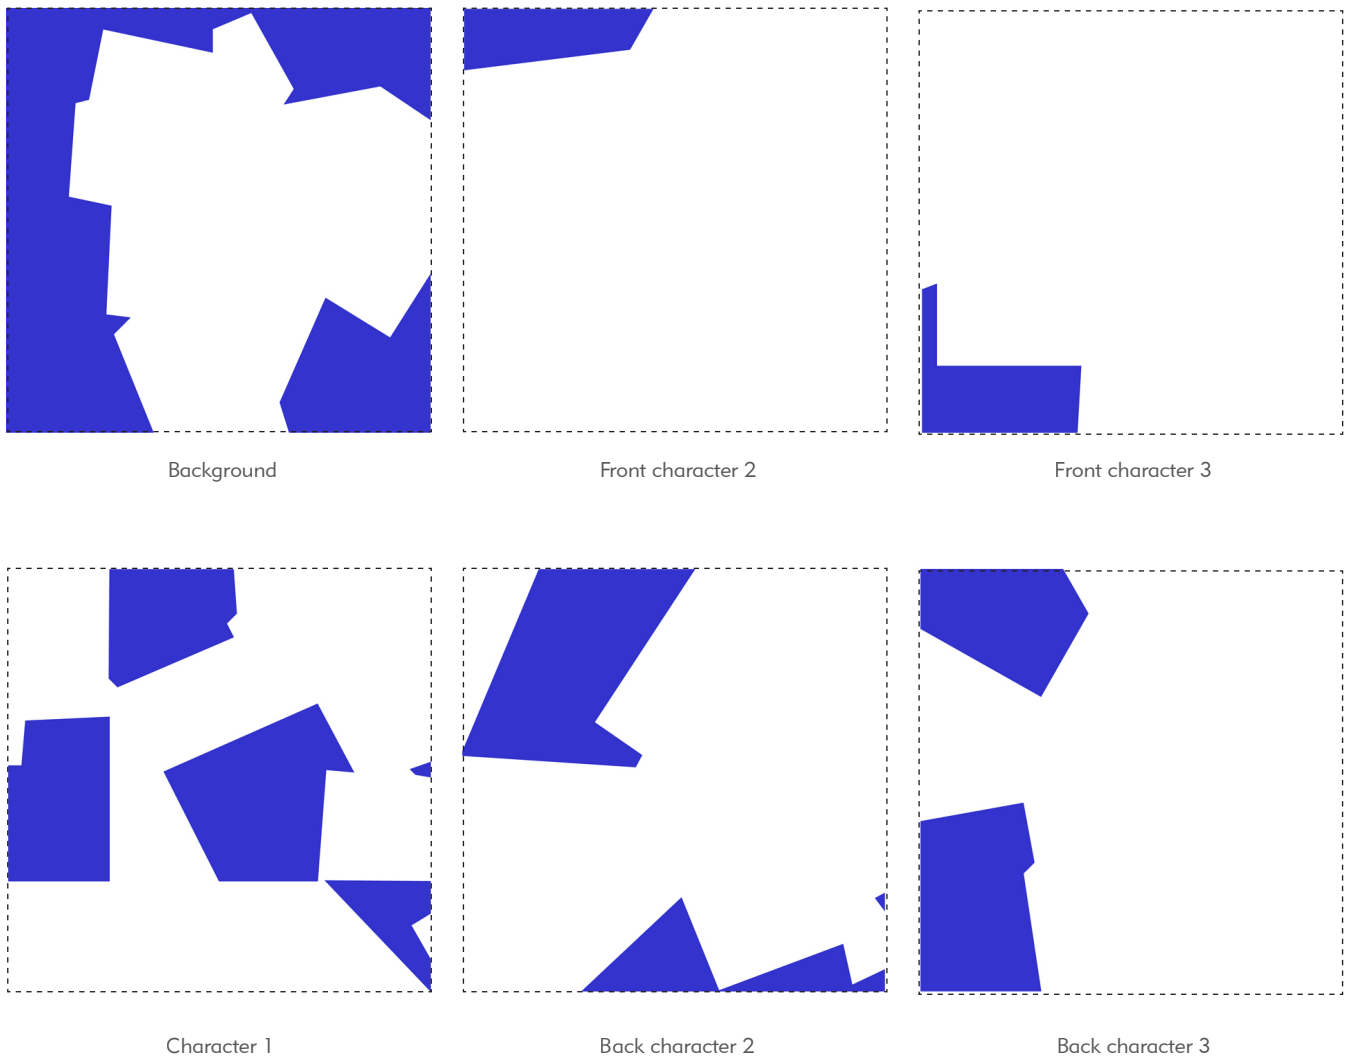 Background
Front character 2
Front character 3
Character 1
Back character 2
Back character 3